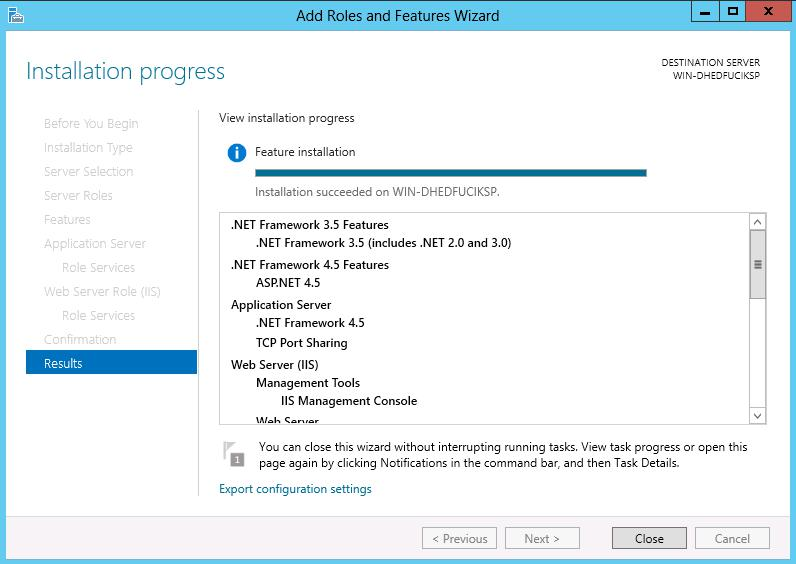 Add Roles and Features Wizard
Installation progress
DESTINATION SERVER
WIN-DHEDFUCIKSP
Before You Begin
Installation Type
Server Selection
Server Roles
Features
Application Server
Role Services
Web Server Role (IIS)
Role Services
Confirmation
Results
View installation progress
Feature installation
Installation succeeded on WIN-DHEDFUCIKSP.
.NET Framework 3.5 Features
.NET Framework 3.5 (includes .NET 2.0 and 3.0)
.NET Framework 4.5 Features
ASP.NET 4.5
Application Server
.NET Framework 4.5
TCP Port Sharing
Web Server (IIS)
Management Tools
IIS Management Console
Web Server
1
You can close this wizard without interrupting running tasks. View task progress or open this
page again by clicking Notifications in the command bar, and then Task Details.
Export configuration settings
< Previous
Next >
Close
Cancel